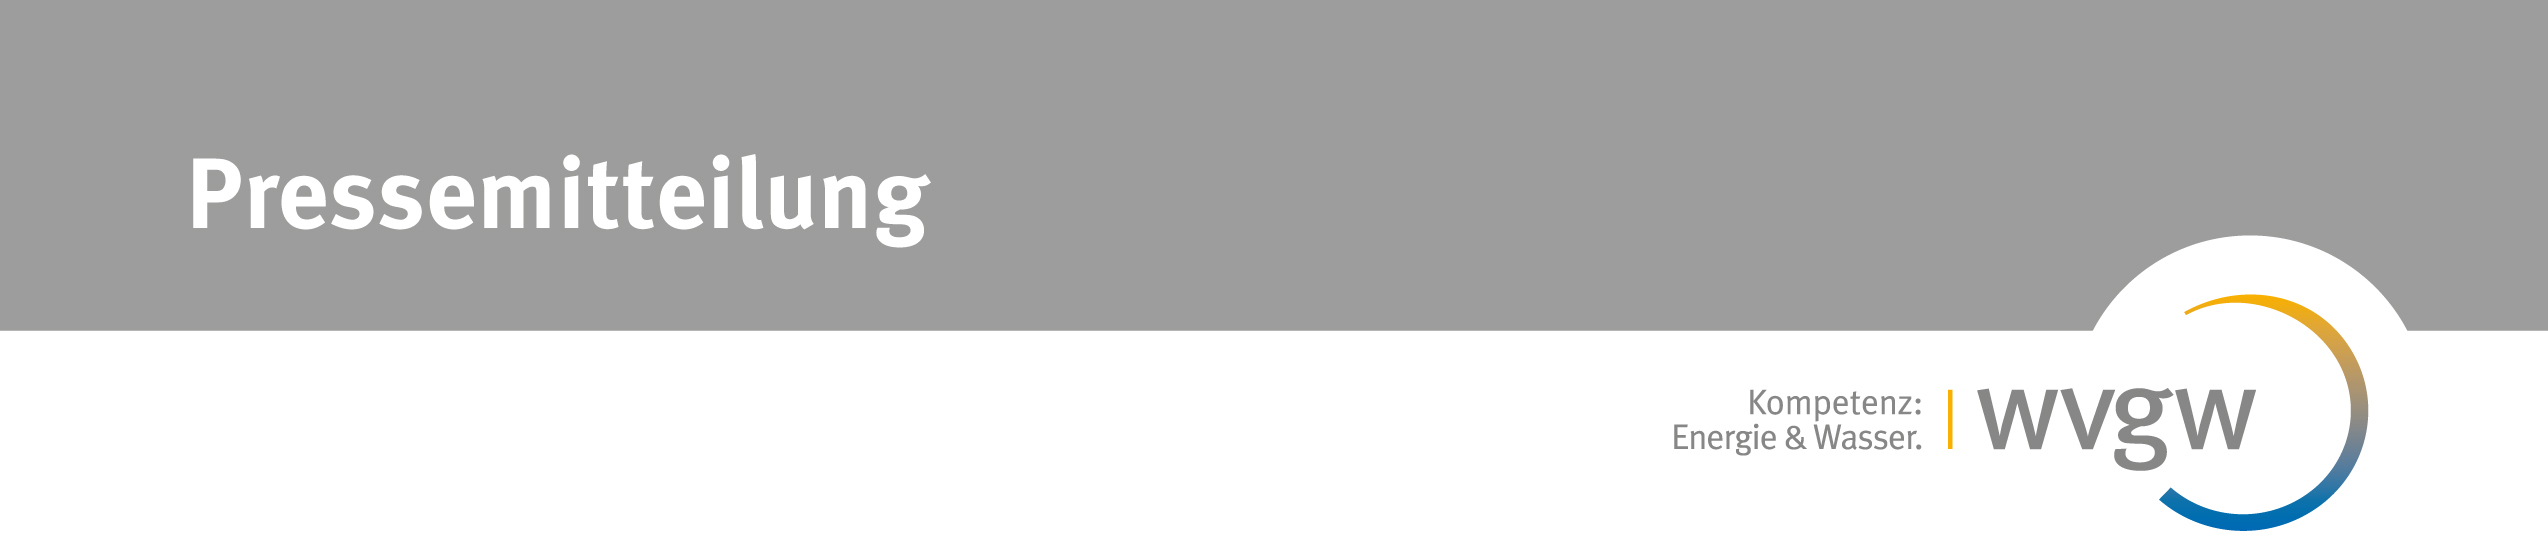 Pressemitteilung
Kompetenz:
Energie & Wasser.
wvgw